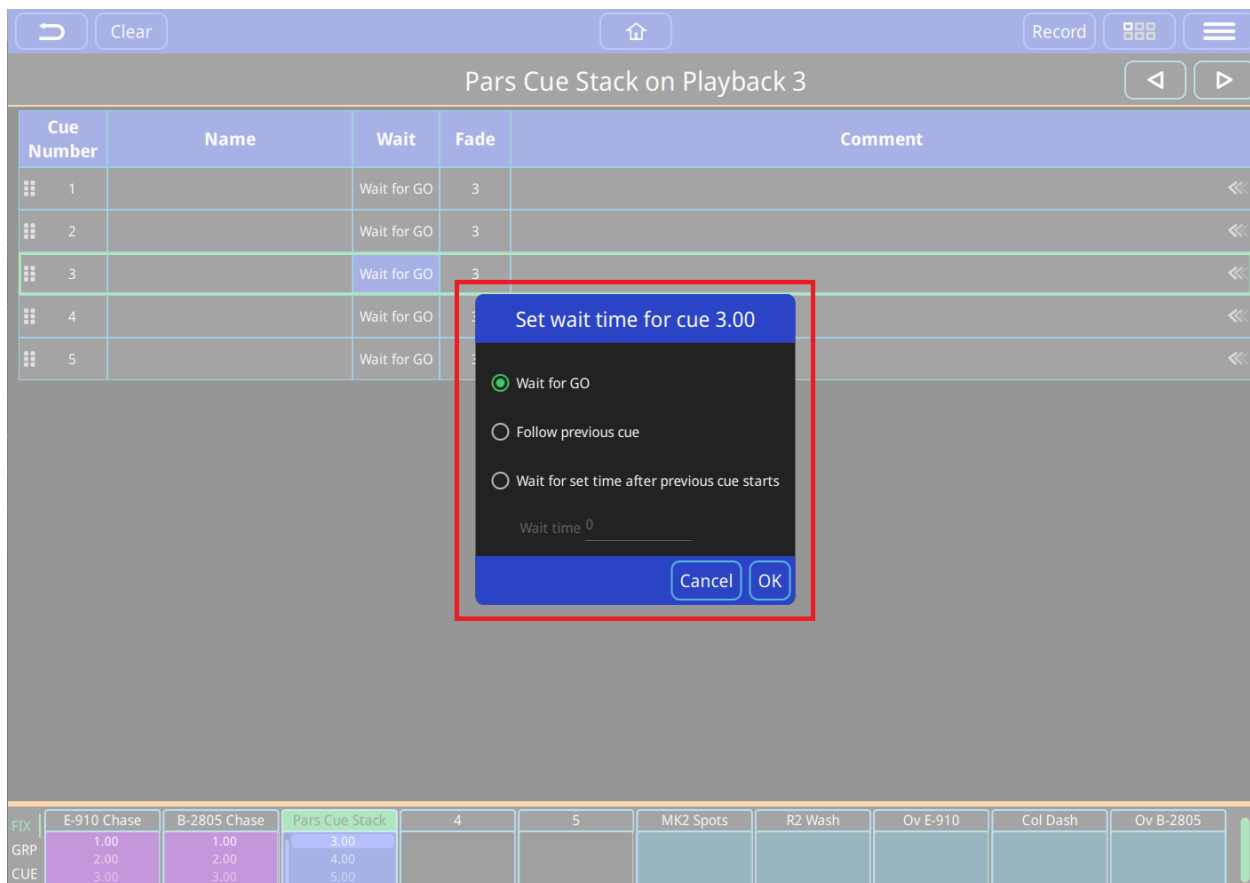 Clear
Record
Pars Cue Stack on Playback 3
Cue Number Name Wait Fade Comment
1 Wait for GO 3
2 Wait for GO 3
3 Wait for GO 3
4 Wait for GO 3
5 Wait for GO 3
Set wait time for cue 3.00
Wait for GO
Follow previous cue
Wait for set time after previous cue starts
Wait time 0
Cancel OK
FIX E-910 Chase B-2805 Chase Pars Cue Stack 4 5 MK2 Spots R2 Wash Ov E-910 Col Dash Ov B-2805
GRP 1.00 1.00 3.00
2.00 2.00 4.00
CUE 3.00 3.00 5.00